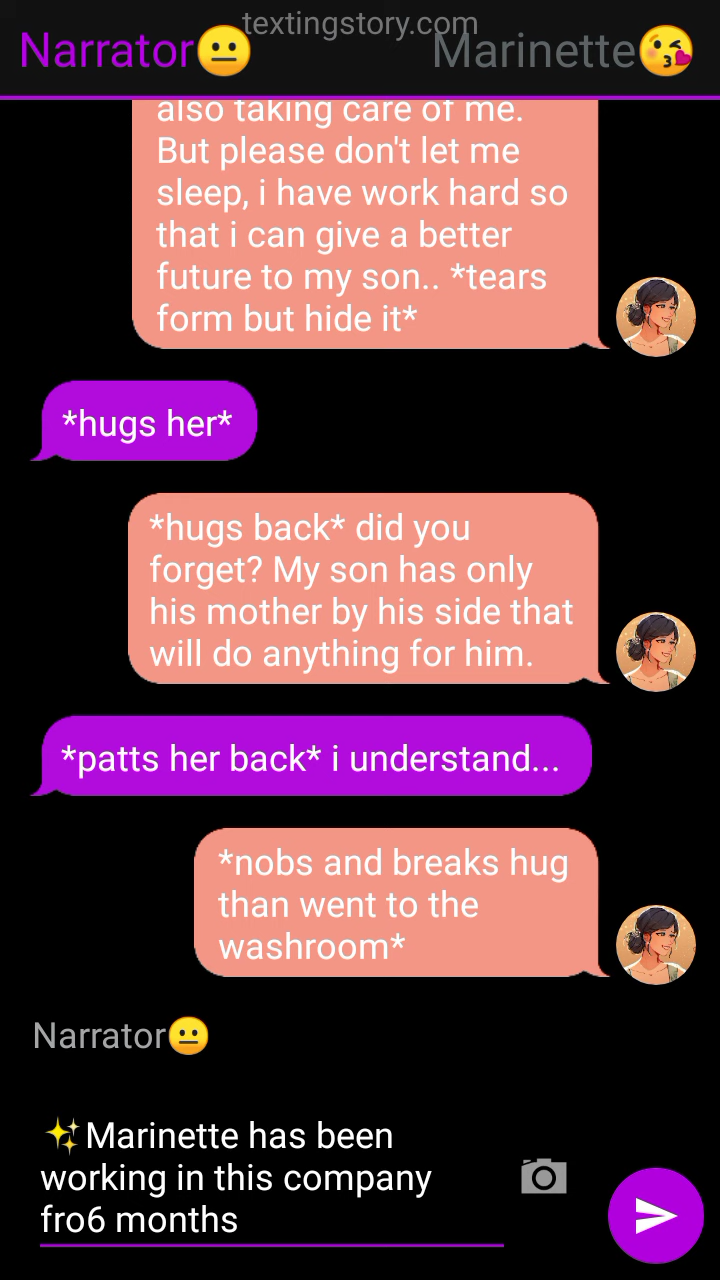 textingstory.com
Narrator😐 Marinette😘
also taking care of me.
But please don't let me
sleep, i have work hard so
that i can give a better
future to my son.. *tears
form but hide it*
*hugs her*
*hugs back* did you
forget? My son has only
his mother by his side that
will do anything for him.
*patts her back* i understand...
*nobs and breaks hug
than went to the
washroom*
Narrator😐
✨Marinette has been
working in this company
fro6 months